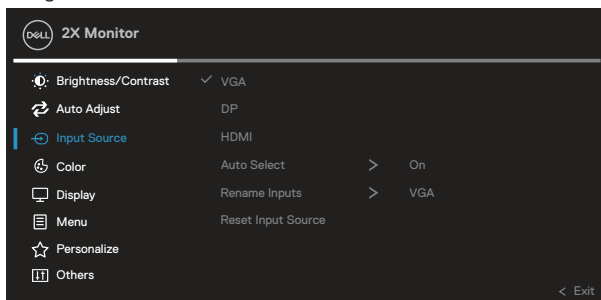 DELL
2X Monitor
Brightness/Contrast
VGA
Auto Adjust
DP
Input Source
HDMI
Color
Auto Select > On
Display
Rename Inputs > VGA
Menu
Reset Input Source
Personalize
Others
< Exit